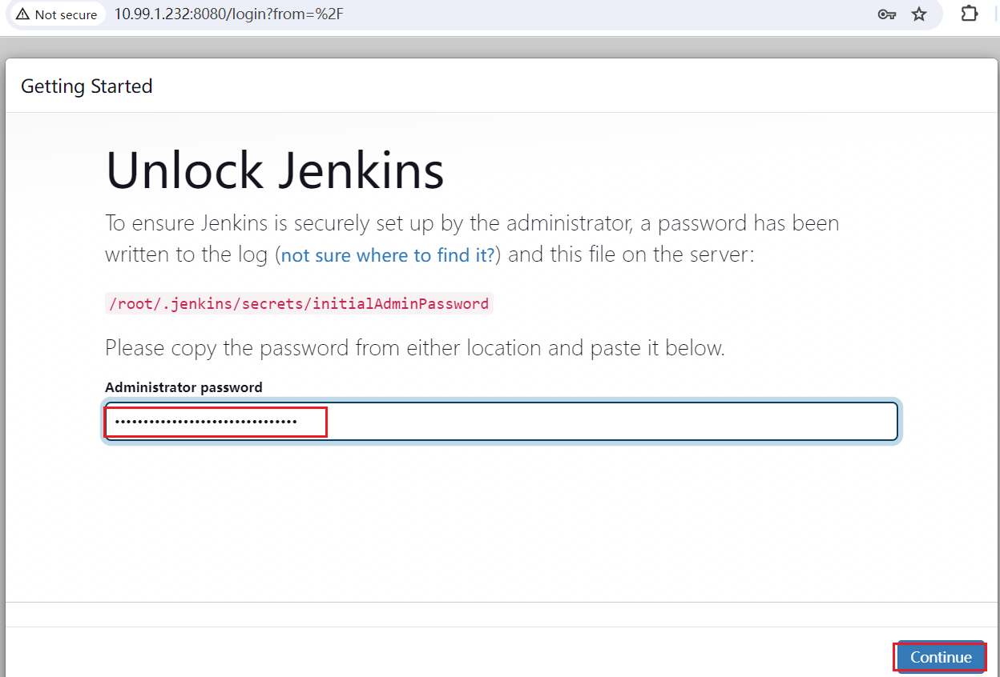 Not secure 10.99.1.232:8080/login?from=%2F
Getting Started
Unlock Jenkins
To ensure Jenkins is securely set up by the administrator, a password has been
written to the log (not sure where to find it?) and this file on the server:
/root/.jenkins/secrets/initialAdminPassword
Please copy the password from either location and paste it below.
Administrator password
••••••••••••••••••••••••••••••••
Continue